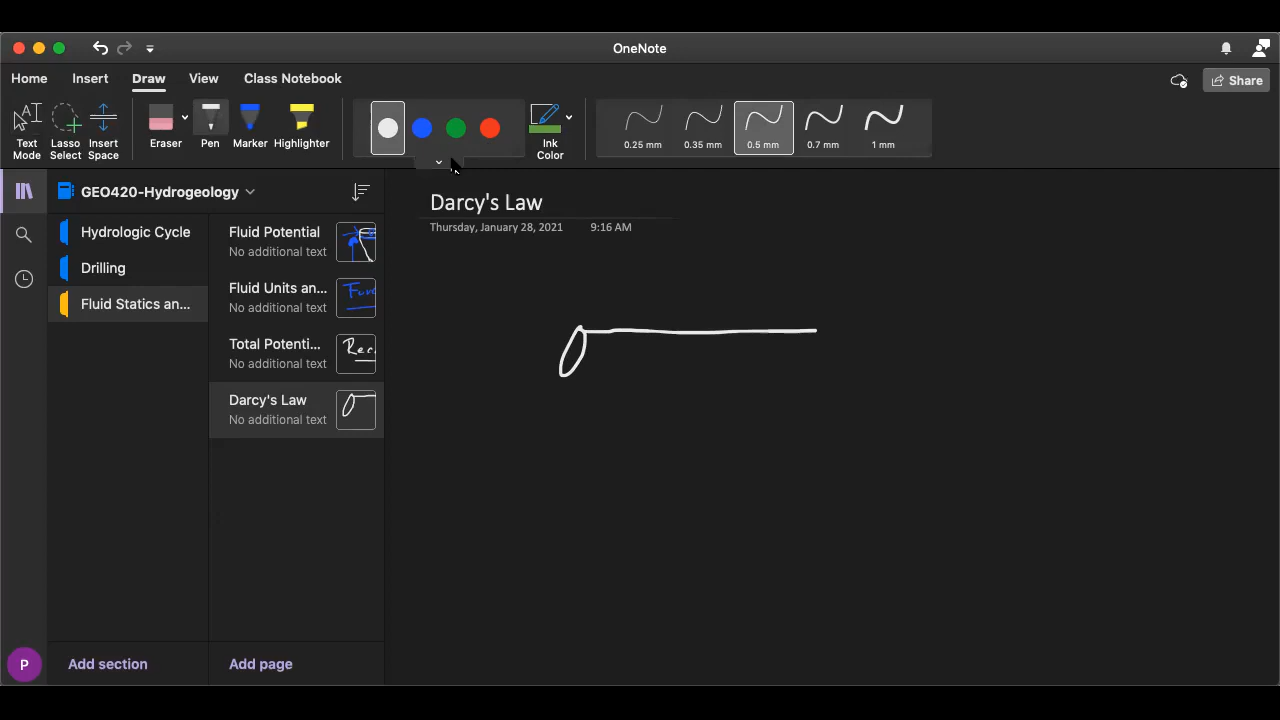 OneNote
Home Insert Draw View Class Notebook
Share
Text Mode
Lasso Select
Insert Space
Eraser
Pen
Marker
Highlighter
Ink Color
0.25 mm
0.35 mm
0.5 mm
0.7 mm
1 mm
GEO420-Hydrogeology
Hydrologic Cycle
Drilling
Fluid Statics an...
Fluid Potential
No additional text
Fluid Units an...
No additional text
Total Potenti...
No additional text
Rec
Darcy's Law
No additional text
Add section
Add page
P
Darcy's Law
Thursday, January 28, 2021 9:16 AM